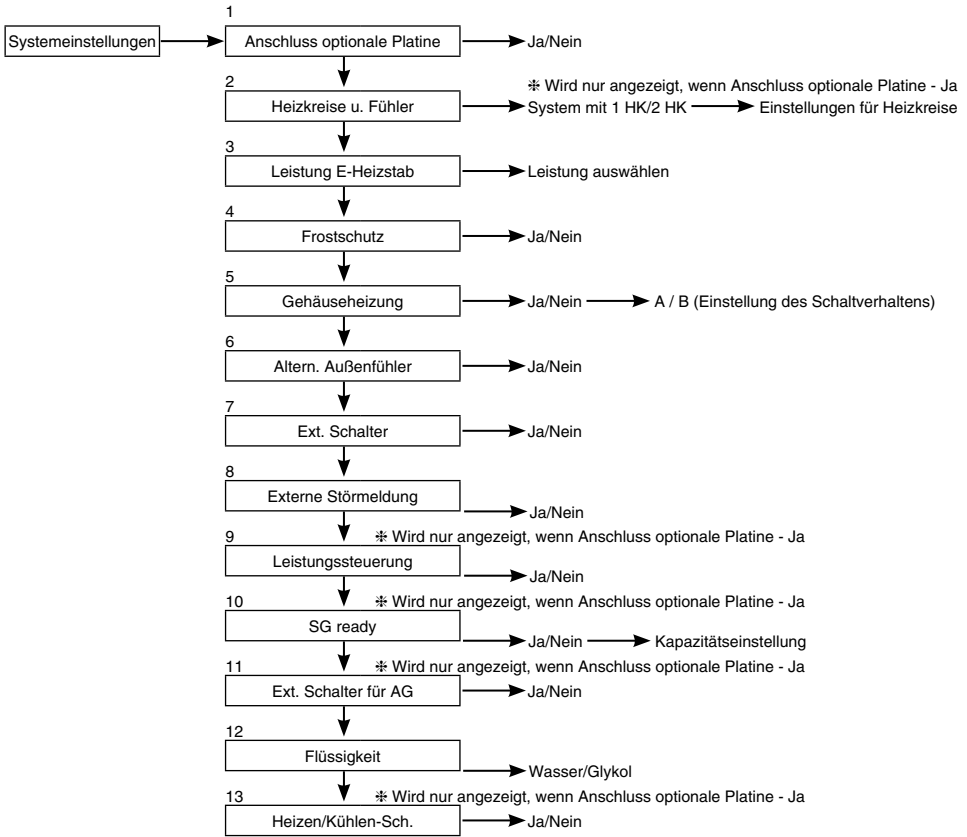 1
Systemeinstellungen Anschluss optionale Platine Ja/Nein
2 ❉ Wird nur angezeigt, wenn Anschluss optionale Platine - Ja
Heizkreise u. Fühler System mit 1 HK/2 HK Einstellungen für Heizkreise
3
Leistung E-Heizstab Leistung auswählen
4
Frostschutz Ja/Nein
5
Gehäuseheizung Ja/Nein A / B (Einstellung des Schaltverhaltens)
6
Altern. Außenfühler Ja/Nein
7
Ext. Schalter Ja/Nein
8
Externe Störmeldung Ja/Nein
9 ❉ Wird nur angezeigt, wenn Anschluss optionale Platine - Ja
Leistungssteuerung Ja/Nein
10 ❉ Wird nur angezeigt, wenn Anschluss optionale Platine - Ja
SG ready Ja/Nein Kapazitätseinstellung
11 ❉ Wird nur angezeigt, wenn Anschluss optionale Platine - Ja
Ext. Schalter für AG Ja/Nein
12
Flüssigkeit Wasser/Glykol
13 ❉ Wird nur angezeigt, wenn Anschluss optionale Platine - Ja
Heizen/Kühlen-Sch. Ja/Nein